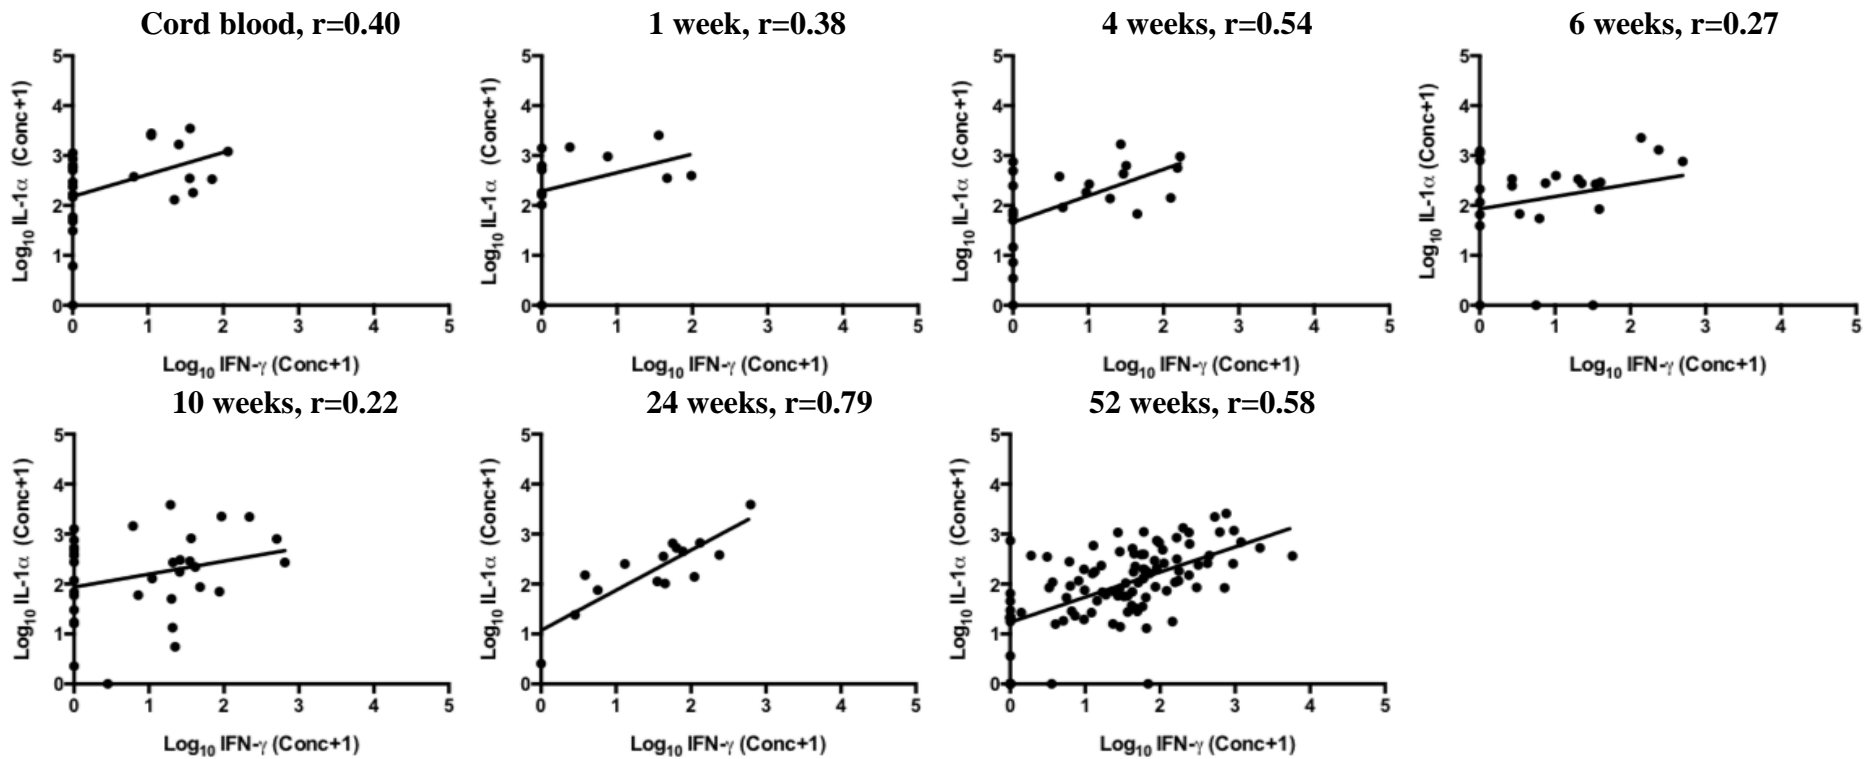 Cord blood, r=0.40
5
4
3
2
1
0
Log10 IL-1α (Conc+1)
0 1 2 3 4 5
Log10 IFN-γ (Conc+1)
1 week, r=0.38
5
4
3
2
1
0
Log10 IL-1α (Conc+1)
0 1 2 3 4 5
Log10 IFN-γ (Conc+1)
4 weeks, r=0.54
5
4
3
2
1
0
Log10 IL-1α (Conc+1)
0 1 2 3 4 5
Log10 IFN-γ (Conc+1)
6 weeks, r=0.27
5
4
3
2
1
0
Log10 IL-1α (Conc+1)
0 1 2 3 4 5
Log10 IFN-γ (Conc+1)
10 weeks, r=0.22
5
4
3
2
1
0
Log10 IL-1α (Conc+1)
0 1 2 3 4 5
Log10 IFN-γ (Conc+1)
24 weeks, r=0.79
5
4
3
2
1
0
Log10 IL-1α (Conc+1)
0 1 2 3 4 5
Log10 IFN-γ (Conc+1)
52 weeks, r=0.58
5
4
3
2
1
0
Log10 IL-1α (Conc+1)
0 1 2 3 4 5
Log10 IFN-γ (Conc+1)